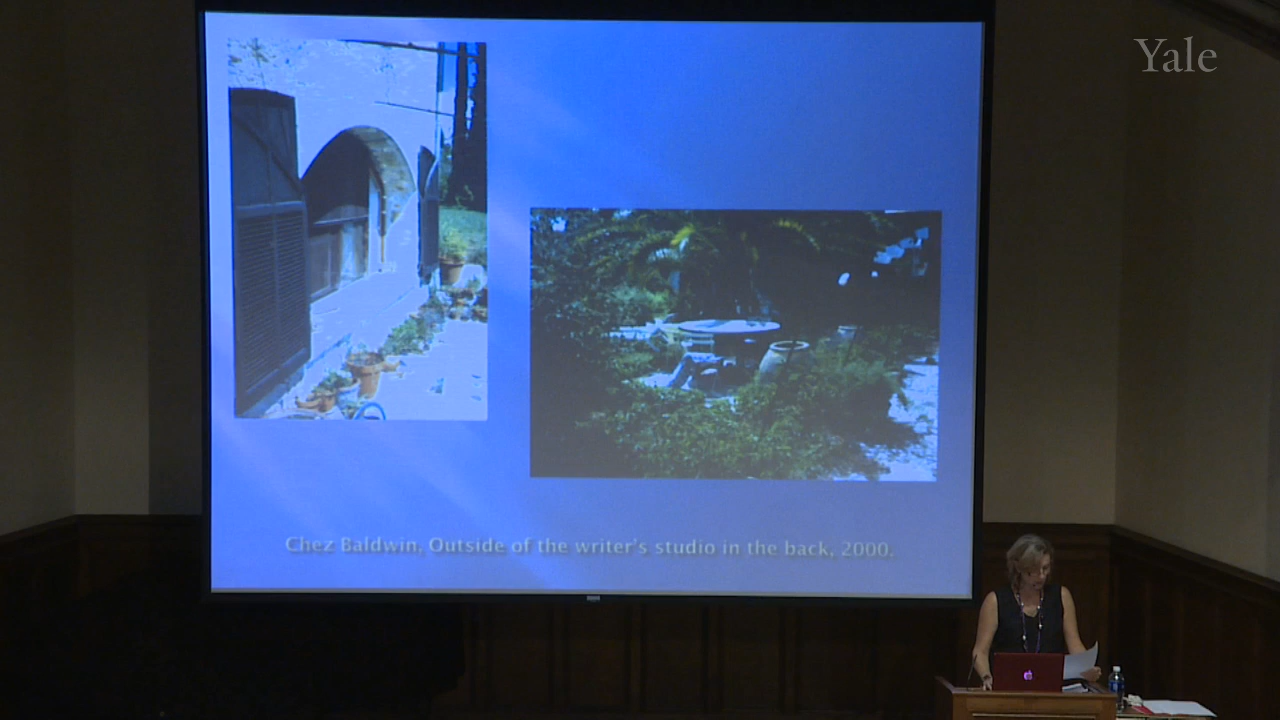 Yale
Chez Baldwin, Outside of the writer's studio in the back, 2000.